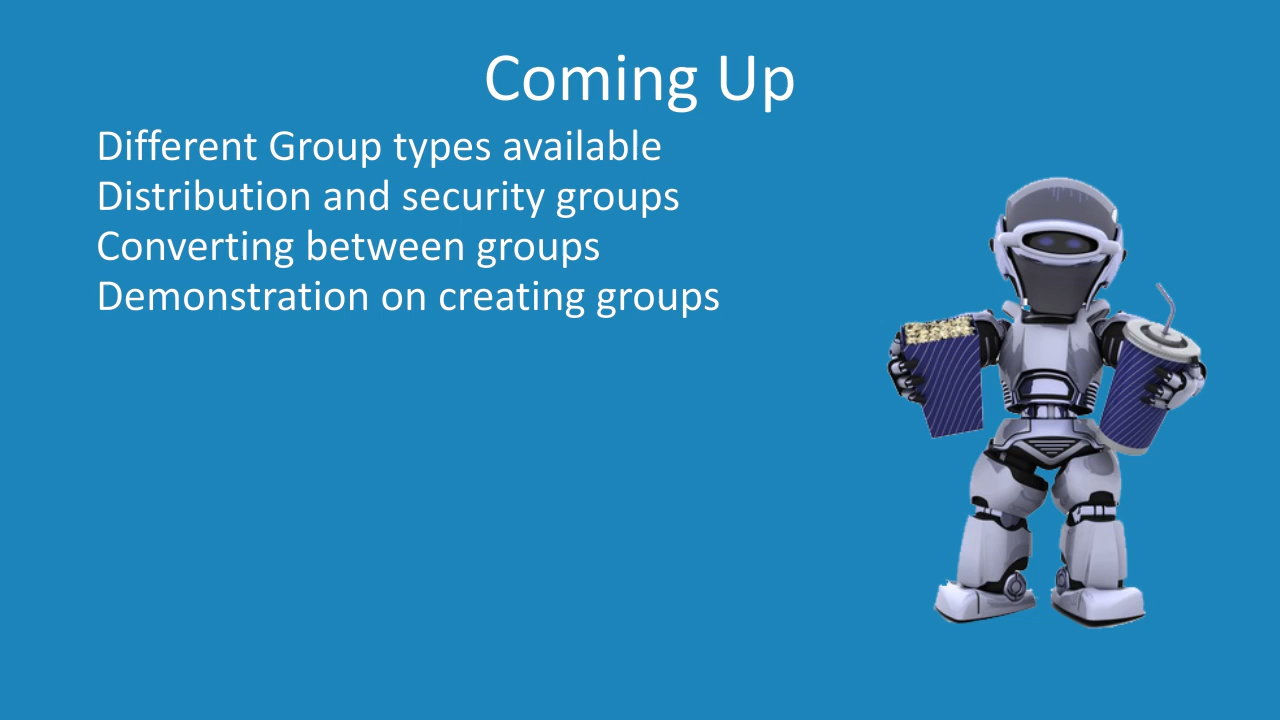 Coming Up
Different Group types available
Distribution and security groups
Converting between groups
Demonstration on creating groups